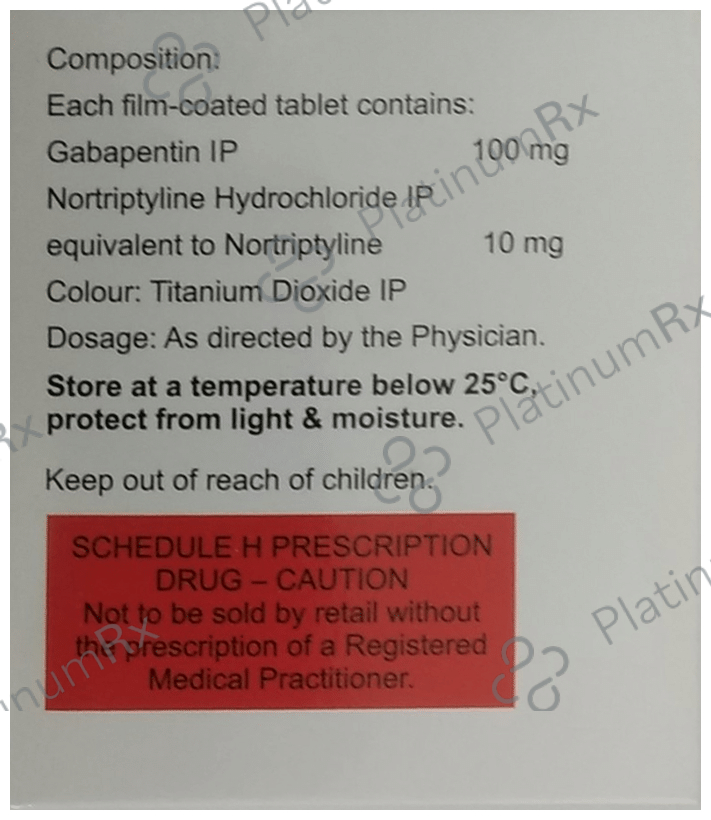 Composition:
Each film-coated tablet contains:
Gabapentin IP 100 mg
Nortriptyline Hydrochloride IP
equivalent to Nortriptyline 10 mg
Colour: Titanium Dioxide IP
Dosage: As directed by the Physician.
Store at a temperature below 25°C,
protect from light & moisture.
Keep out of reach of children.
SCHEDULE H PRESCRIPTION
DRUG – CAUTION
Not to be sold by retail without
the prescription of a Registered
Medical Practitioner.
PlatinumRx
PlatinumRx